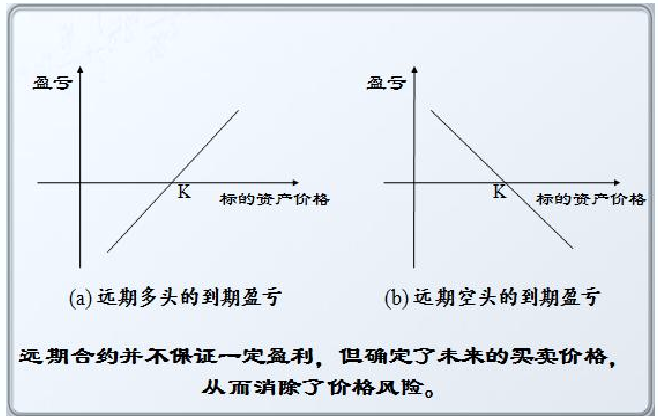 盈亏
盈亏
K
标的资产价格
K
标的资产价格
(a) 远期多头的到期盈亏
(b) 远期空头的到期盈亏
远期合约并不保证一定盈利，但确定了未来的买卖价格，
从而消除了价格风险。